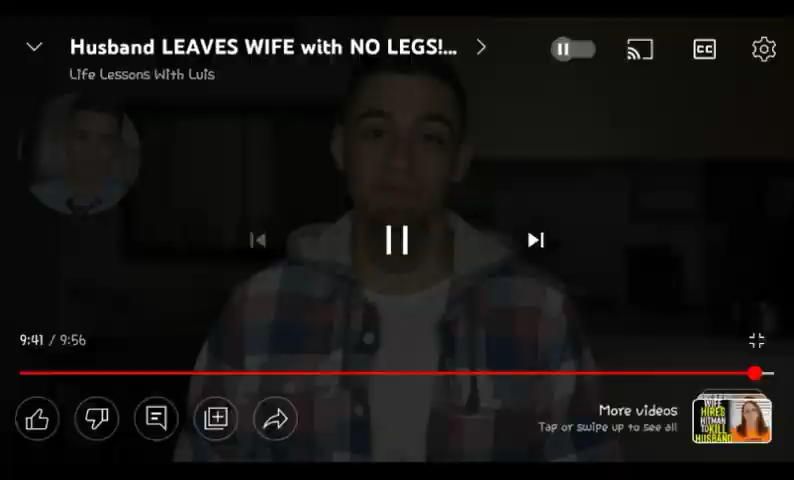 Husband LEAVES WIFE with NO LEGS!...
Life Lessons With Luis
CC
9:41 / 9:56
More videos
Tap or swipe up to see all
WIFE
HIRES
HITMAN
TO KILL
HUSBAND